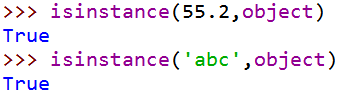 >>> isinstance(55.2,object)
True
>>> isinstance('abc',object)
True